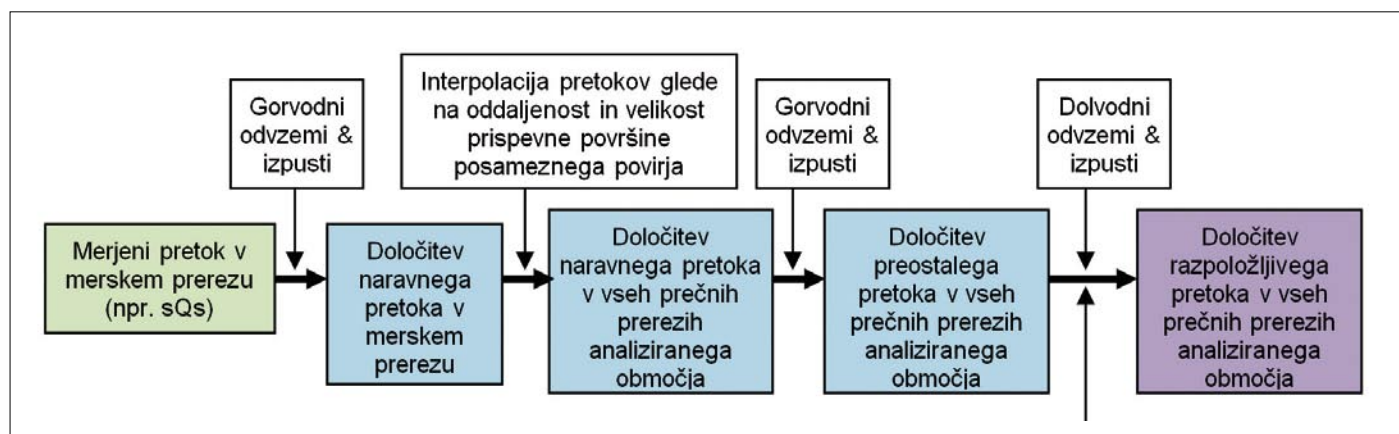 Gorvodni
odvzemi &
izpusti
Interpolacija pretokov glede
na oddaljenost in velikost
prispevne površine
posameznega povirja
Gorvodni
odvzemi &
izpusti
Dolvodni
odvzemi &
izpusti
Merjeni pretok v
merskem prerezu
(npr. sQs)
Določitev
naravnega
pretoka v
merskem
prerezu
Določitev
naravnega pretoka
v vseh prečnih
prerezih
analiziranega
območja
Določitev
preostalega
pretoka v vseh
prečnih prerezih
analiziranega
območja
Določitev
razpoložljivega
pretoka v vseh
prečnih prerezih
analiziranega
območja